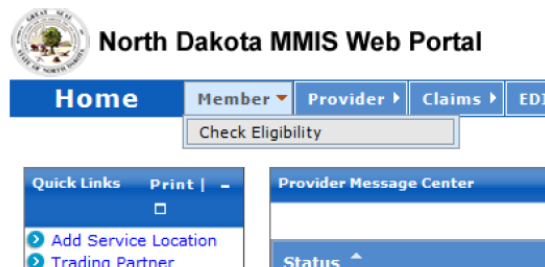 North Dakota MMIS Web Portal
Home Member Provider Claims EDI
Check Eligibility
Quick Links Print | -
Provider Message Center
Add Service Location
Status
Trading Partner